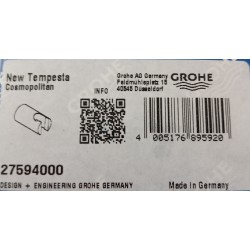 New Tempesta
Cosmopolitan
INFO
Grohe AG Germany
Feldmühleplatz 15
40545 Düsseldorf
GROHE
4 005176 895920
27594000
DESIGN + ENGINEERING GROHE GERMANY
Made in Germany